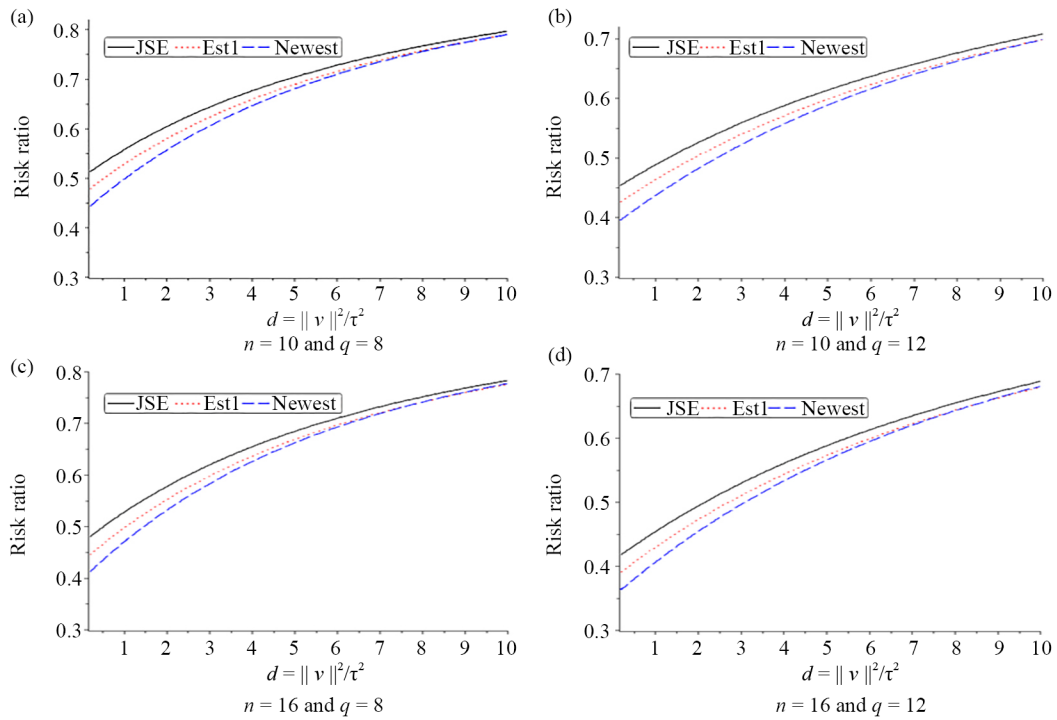 (a)
0.8
JSE Est1 Newest
0.7
0.6
0.5
0.4
0.3
Risk ratio
1 2 3 4 5 6 7 8 9 10
d = || v ||²/τ²
n = 10 and q = 8
(b)
0.7
JSE Est1 Newest
0.6
0.5
0.4
0.3
Risk ratio
1 2 3 4 5 6 7 8 9 10
d = || v ||²/τ²
n = 10 and q = 12
(c)
0.8
JSE Est1 Newest
0.7
0.6
0.5
0.4
0.3
Risk ratio
1 2 3 4 5 6 7 8 9 10
d = || v ||²/τ²
n = 16 and q = 8
(d)
0.7
JSE Est1 Newest
0.6
0.5
0.4
0.3
Risk ratio
1 2 3 4 5 6 7 8 9 10
d = || v ||²/τ²
n = 16 and q = 12